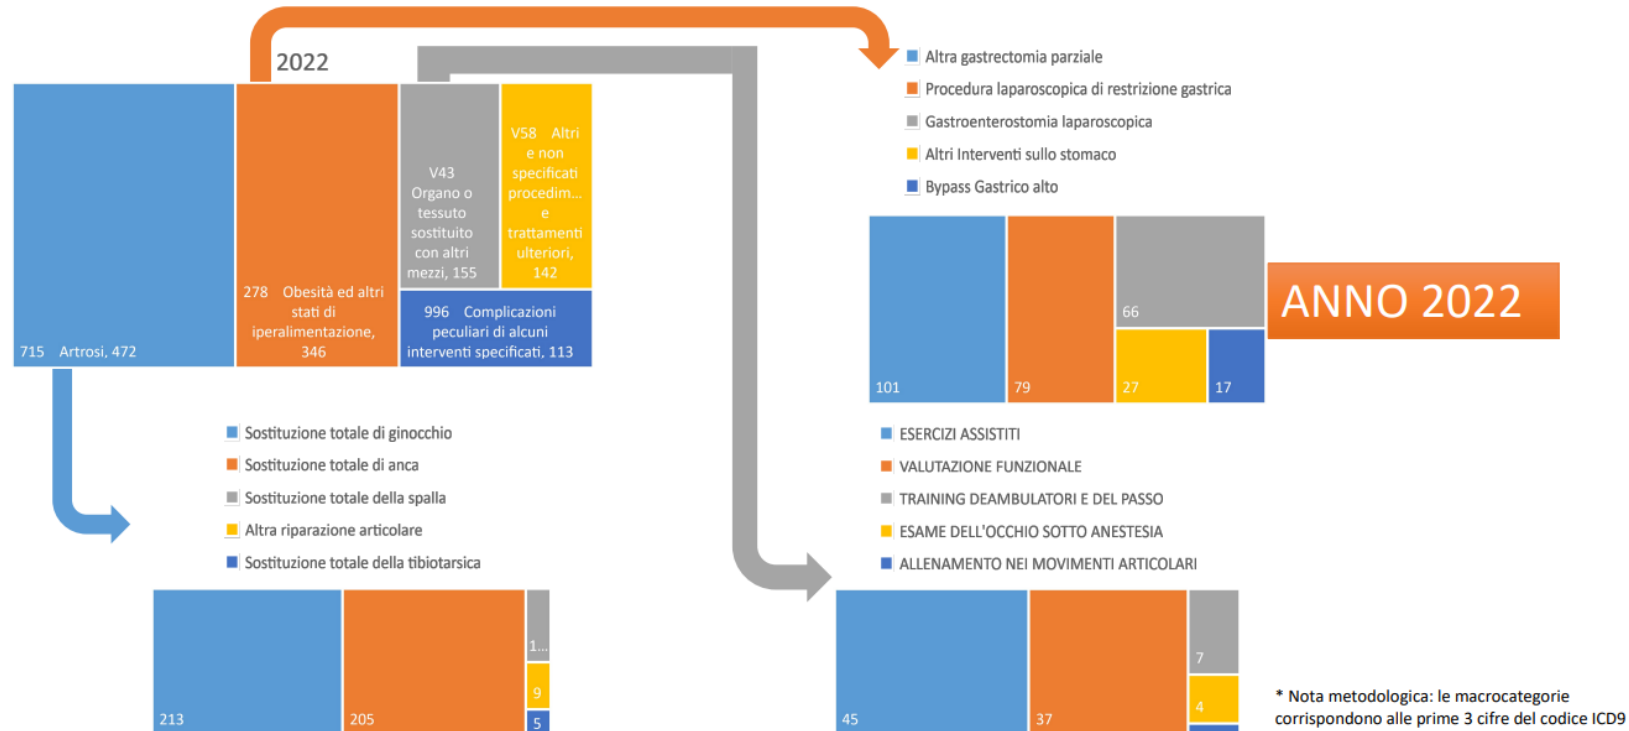 2022
715 Artrosi, 472
278 Obesità ed altri
stati di
iperalimentazione,
346
V43
Organo o
tessuto
sostituito
con altri
mezzi, 155
V58 Altri
e non
specificati
procedim...
e
trattamenti
ulteriori,
142
996 Complicazioni
peculiari di alcuni
interventi specificati, 113
Altra gastrectomia parziale
Procedura laparoscopica di restrizione gastrica
Gastroenterostomia laparoscopica
Altri Interventi sullo stomaco
Bypass Gastrico alto
101
79
66
27
17
ANNO 2022
Sostituzione totale di ginocchio
Sostituzione totale di anca
Sostituzione totale della spalla
Altra riparazione articolare
Sostituzione totale della tibiotarsica
213
205
1...
9
5
ESERCIZI ASSISTITI
VALUTAZIONE FUNZIONALE
TRAINING DEAMBULATORI E DEL PASSO
ESAME DELL'OCCHIO SOTTO ANESTESIA
ALLENAMENTO NEI MOVIMENTI ARTICOLARI
45
37
7
4
* Nota metodologica: le macrocategorie
corrispondono alle prime 3 cifre del codice ICD9